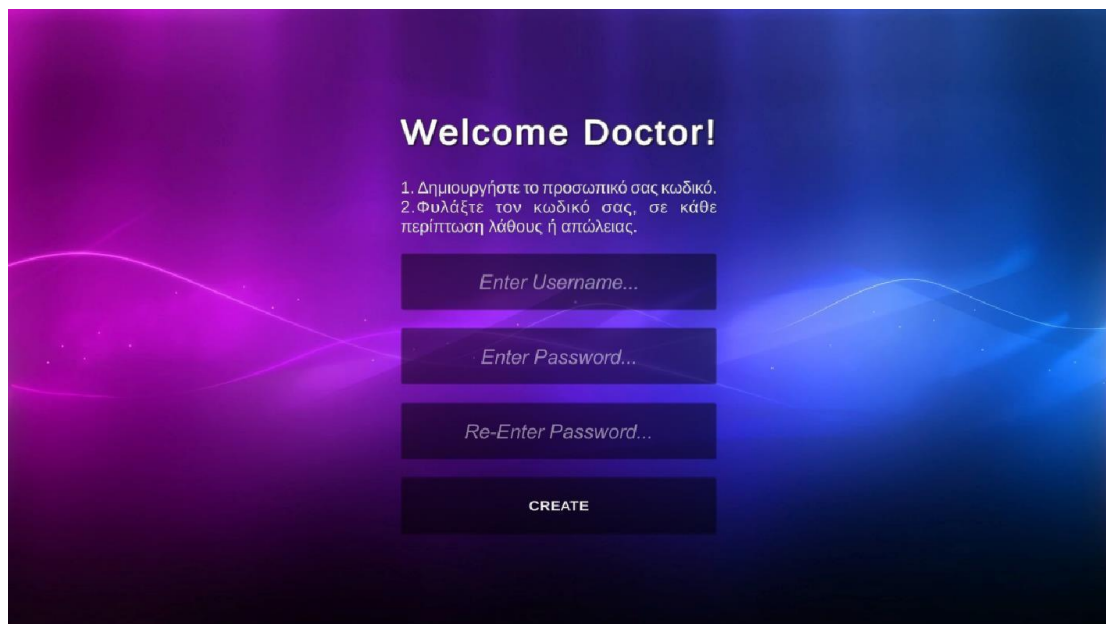 Welcome Doctor!
1. Δημιουργήστε το προσωπικό σας κωδικό.
2.Φυλάξτε τον κωδικό σας, σε κάθε
περίπτωση λάθους ή απώλειας.
Enter Username...
Enter Password...
Re-Enter Password...
CREATE